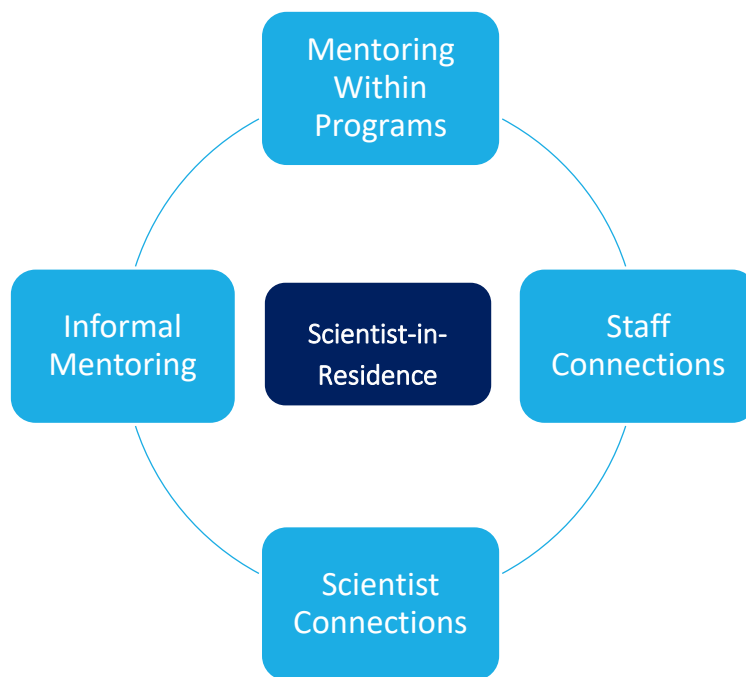 Mentoring
Within
Programs
Informal
Mentoring
Scientist-in-
Residence
Staff
Connections
Scientist
Connections